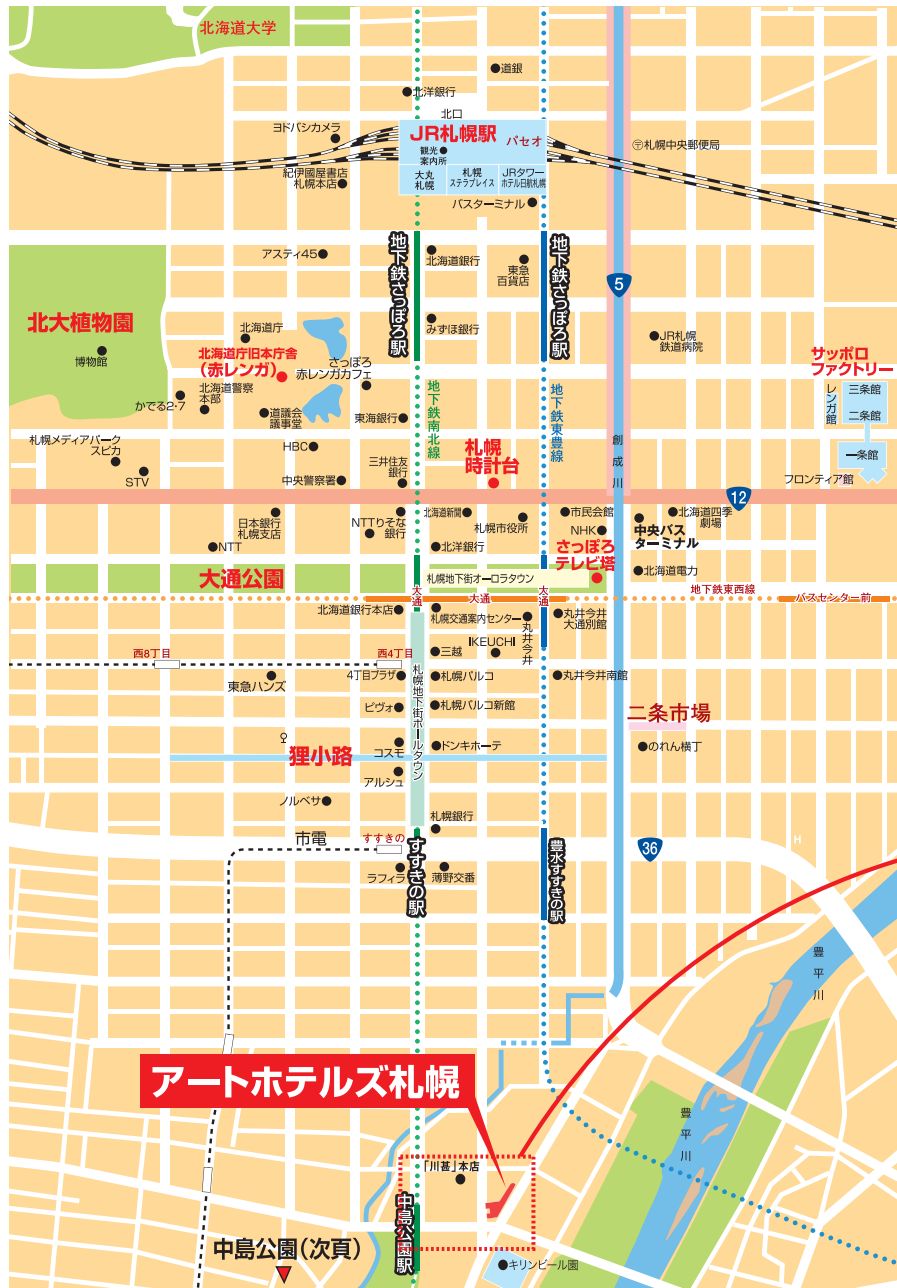 北海道大学
道銀
北洋銀行
北口
ヨドバシカメラ
JR札幌駅
パセオ
観光
案内所
〒札幌中央郵便局
紀伊國屋書店
札幌本店
大丸
札幌
札幌
ステラプレイス
JRタワー
ホテル日航札幌
バスターミナル
地下鉄さっぽろ駅
地下鉄さっぽろ駅
アスティ45
北海道銀行
東急
百貨店
5
北大植物園
博物館
北海道庁
みずほ銀行
JR札幌
鉄道病院
北海道庁旧本庁舎
(赤レンガ)
さっぽろ
赤レンガカフェ
サッポロ
ファクトリー
レンガ館
三条館
二条館
一条館
フロンティア館
かでる2・7
北海道警察
本部
道議会
議事堂
東海銀行
地下鉄南北線
地下鉄東豊線
創成川
札幌メディアパーク
スピカ
STV
HBC
中央警察署
三井住友
銀行
札幌
時計台
12
日本銀行
札幌支店
NTT
NTTりそな
銀行
北海道新聞
札幌市役所
北洋銀行
市民会館
NHK
中央バス
ターミナル
北海道四季
劇場
さっぽろ
テレビ塔
北海道電力
大通公園
札幌地下街オーロラタウン
地下鉄東西線
大通
大通
大通
バスセンター前
北海道銀行本店
札幌交通案内センター
丸井今井
丸井今井
大通別館
西8丁目
西4丁目
三越
IKEUCHI
東急ハンズ
4丁目プラザ
札幌地下街ポールタウン
札幌パルコ
丸井今井南館
ピヴォ
札幌パルコ新館
二条市場
のれん横丁
狸小路
コスモ
ドンキホーテ
アルシュ
ノルベサ
札幌銀行
市電
すすきの
すすきの駅
豊水すすきの駅
36
H
ラフィラ
薄野交番
豊平川
アートホテルズ札幌
豊平川
「川甚」本店
中島公園駅
中島公園(次頁)
キリンビール園